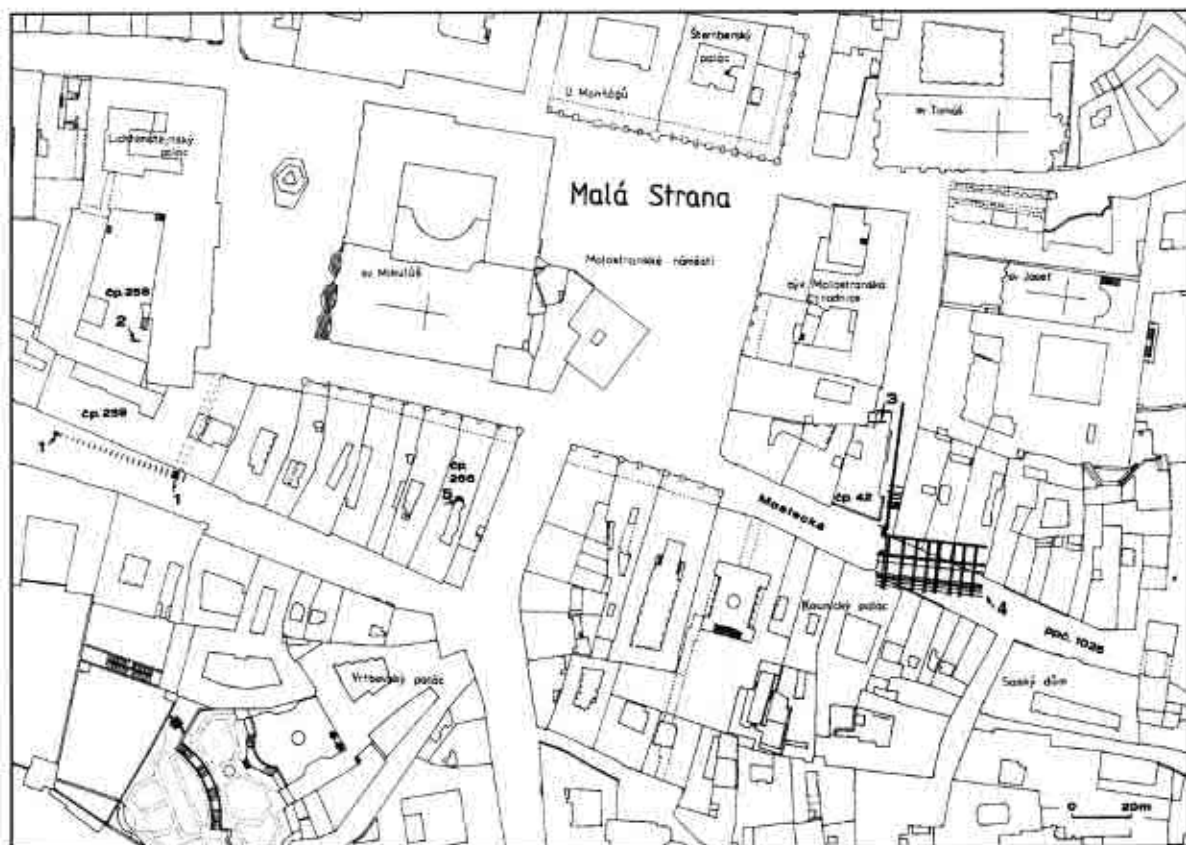 Šternberský
palác
U Montágů
sv. Tomáš
Lichtenštejnský
palác
Malá Strana
Malostranské náměstí
sv. Mikuláš
býv. Malostranská
radnice
sv. Josef
čp. 258
2
čp. 259
1
1
čp.
266
5
3
čp. 42
Mostecká
4
Kaunický palác
ppč. 1028
Saský dům
Vrtbovský palác
0 20m